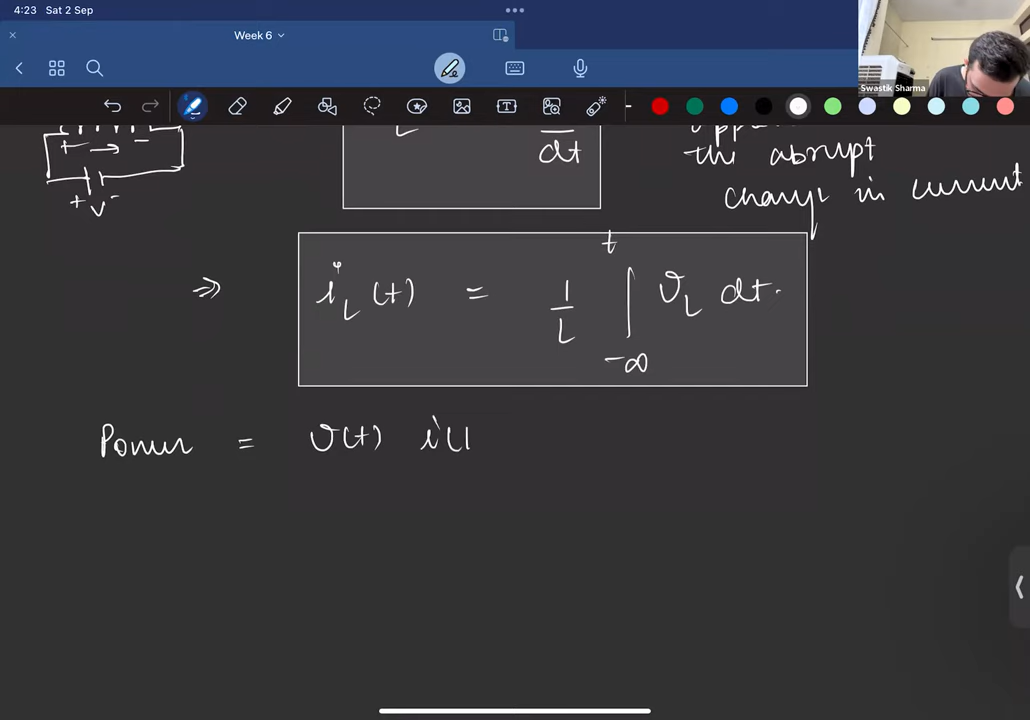 4:23 Sat 2 Sep
Week 6
Swastik Sharma
L
dt
the abrupt
change in current
+ -
+ V -
⇒ i_L (t) = 1/L ∫_{-∞}^{t} v_L dt.
Power = v(t) i(